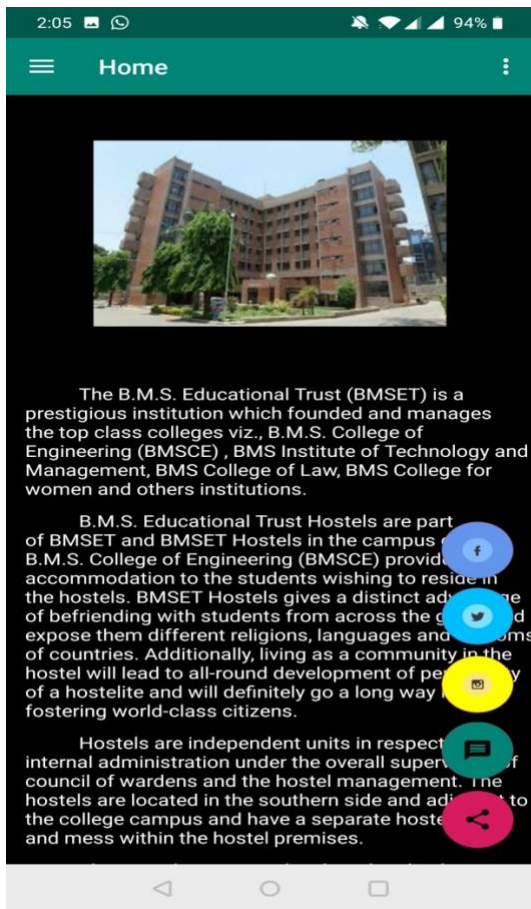 2:05
94%
Home
The B.M.S. Educational Trust (BMSET) is a
prestigious institution which founded and manages
the top class colleges viz., B.M.S. College of
Engineering (BMSCE) , BMS Institute of Technology and
Management, BMS College of Law, BMS College for
women and others institutions.
B.M.S. Educational Trust Hostels are part
of BMSET and BMSET Hostels in the campus
B.M.S. College of Engineering (BMSCE) provid
accommodation to the students wishing to reside in
the hostels. BMSET Hostels gives a distinct
of befriending with students from across the
expose them different religions, languages and
of countries. Additionally, living as a community in the
hostel will lead to all-round development of
of a hostelite and will definitely go a long way
fostering world-class citizens.
Hostels are independent units in respect
internal administration under the overall of
council of wardens and the hostel management. The
hostels are located in the southern side and to
the college campus and have a separate
and mess within the hostel premises.